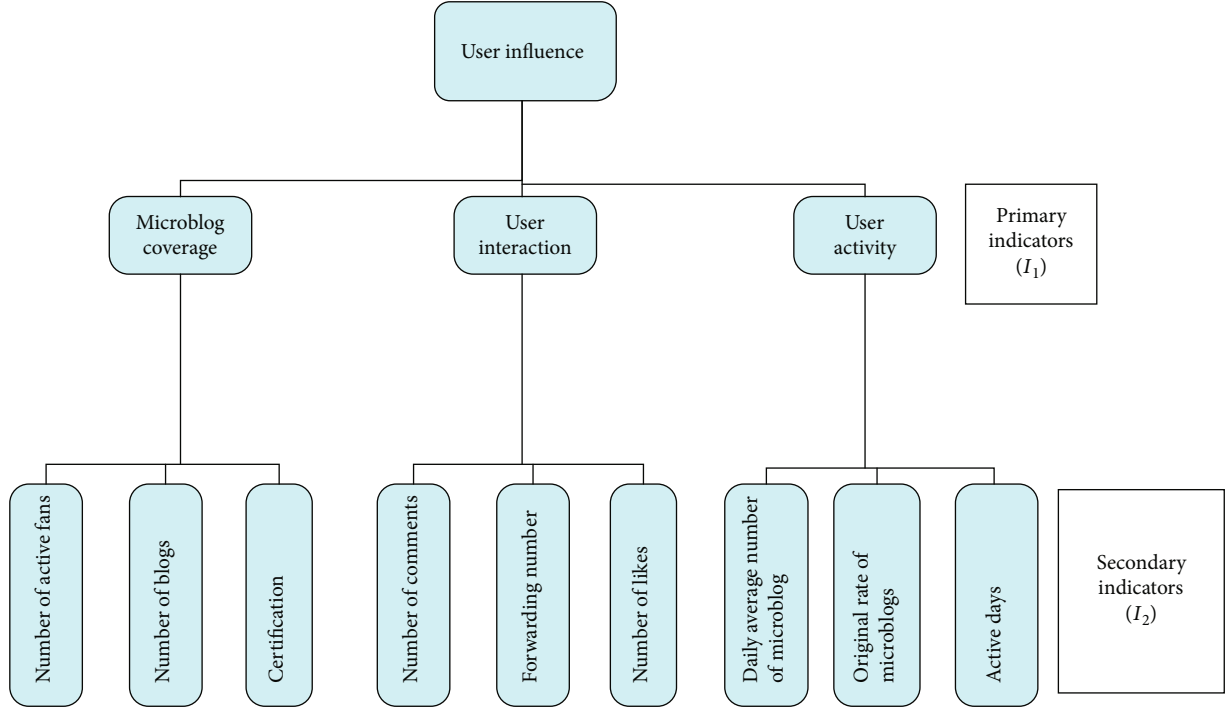 User influence
Microblog
coverage
User
interaction
User
activity
Primary
indicators
(I₁)
Number of active fans
Number of blogs
Certification
Number of comments
Forwarding number
Number of likes
Daily average number
of microblog
Original rate of
microblogs
Active days
Secondary
indicators
(I₂)